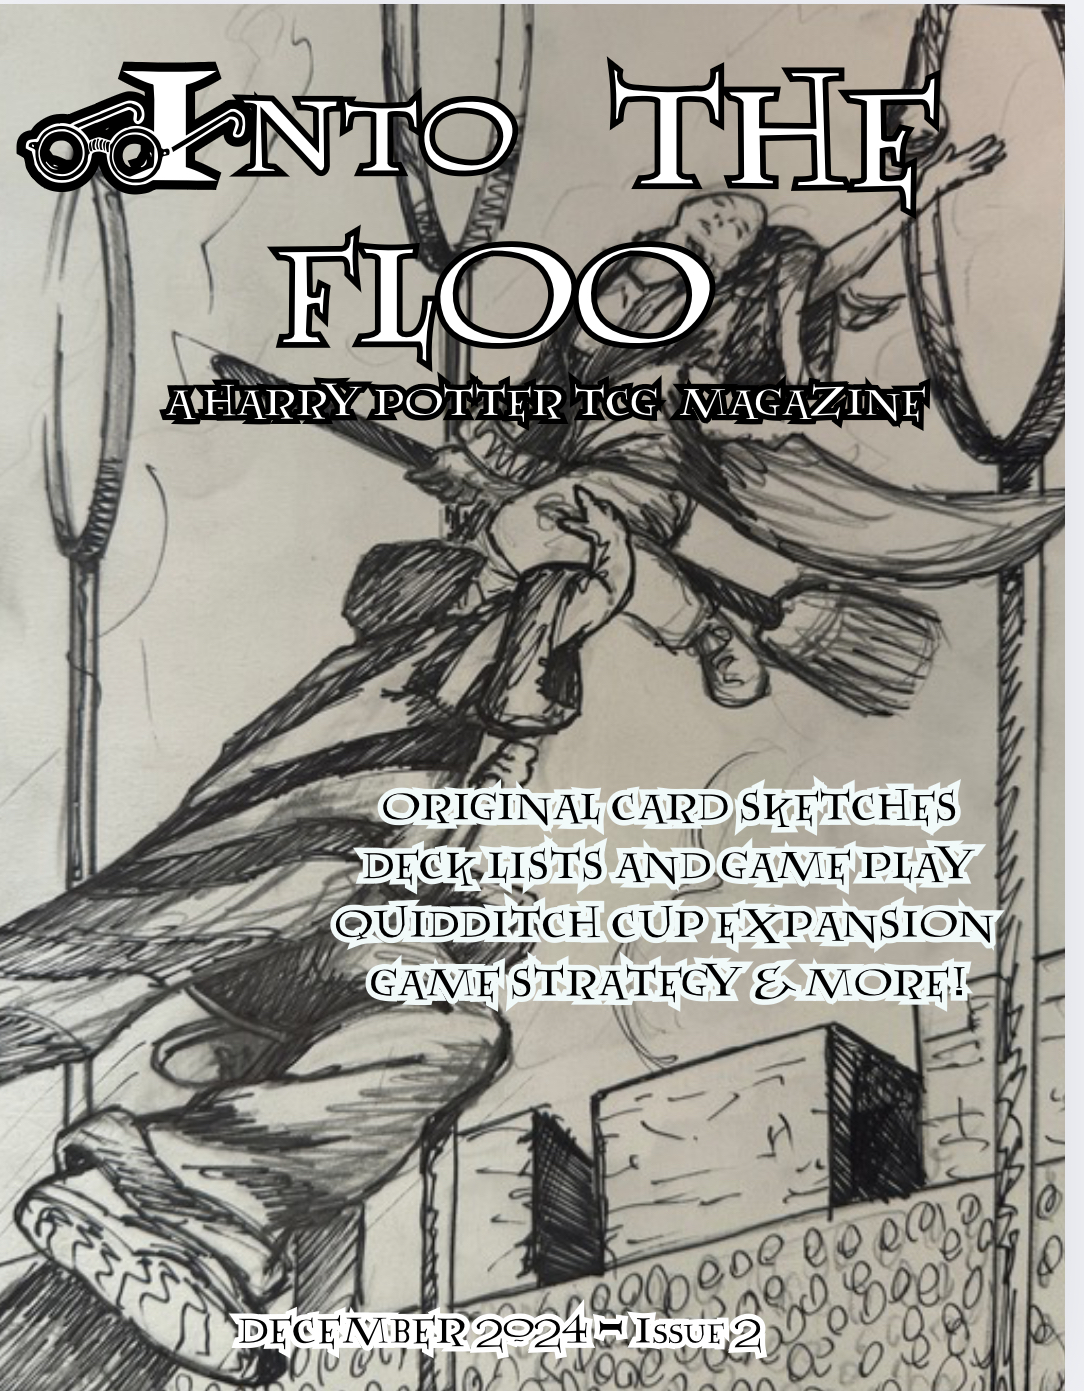 INTO THE
FLOO
A HARRY POTTER TCG MAGAZINE
ORIGINAL CARD SKETCHES
DECK LISTS AND GAME PLAY
QUIDDITCH CUP EXPANSION
GAME STRATEGY & MORE!
DECEMBER 2024 - ISSUE 2